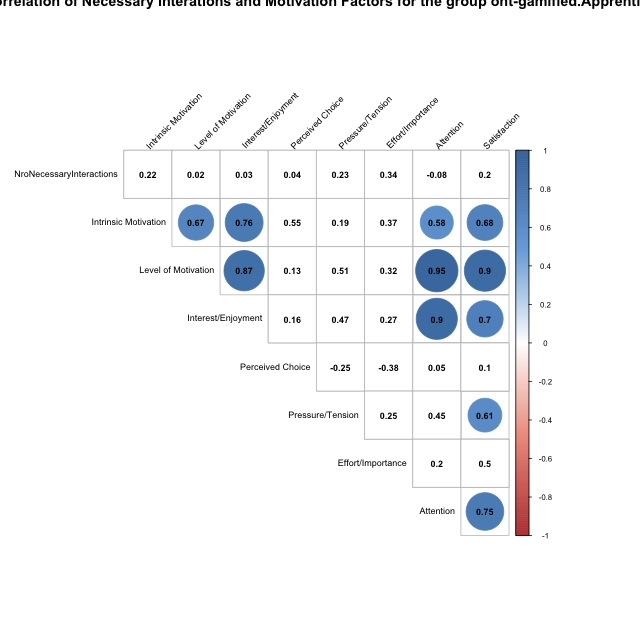 orrelation of Necessary Interations and Motivation Factors for the group ont-gamified.Apprenti
Intrinsic Motivation
Level of Motivation
Interest/Enjoyment
Perceived Choice
Pressure/Tension
Effort/Importance
Attention
Satisfaction
NroNecessaryInteractions 0.22 0.02 0.03 0.04 0.23 0.34 -0.08 0.2
Intrinsic Motivation 0.67 0.76 0.55 0.19 0.37 0.58 0.68
Level of Motivation 0.87 0.13 0.51 0.32 0.95 0.9
Interest/Enjoyment 0.16 0.47 0.27 0.9 0.7
Perceived Choice -0.25 -0.38 0.05 0.1
Pressure/Tension 0.25 0.45 0.61
Effort/Importance 0.2 0.5
Attention 0.75
1
0.8
0.6
0.4
0.2
0
-0.2
-0.4
-0.6
-0.8
-1